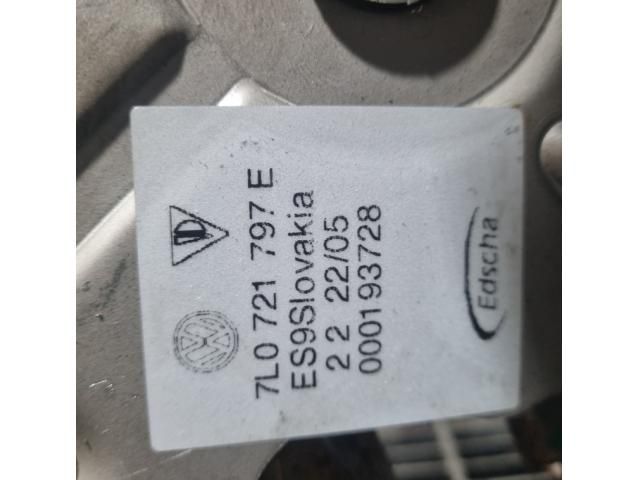 7L0 721 797 E
ES9Slovakia
2 2 22/05
000193728
Edscha